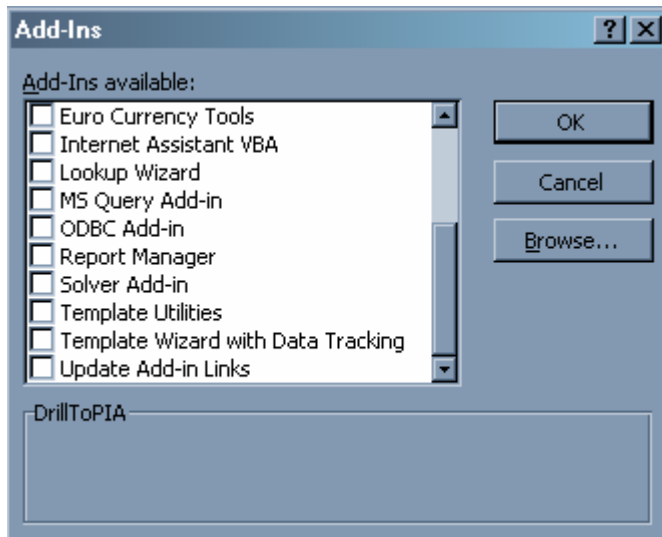 Add-Ins
Add-Ins available:
Euro Currency Tools
Internet Assistant VBA
Lookup Wizard
MS Query Add-in
ODBC Add-in
Report Manager
Solver Add-in
Template Utilities
Template Wizard with Data Tracking
Update Add-in Links
OK
Cancel
Browse...
DrillToPIA